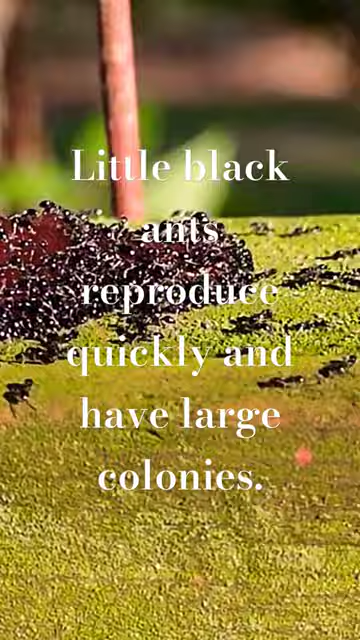 Little black
ants
reproduce
quickly and
have large
colonies.